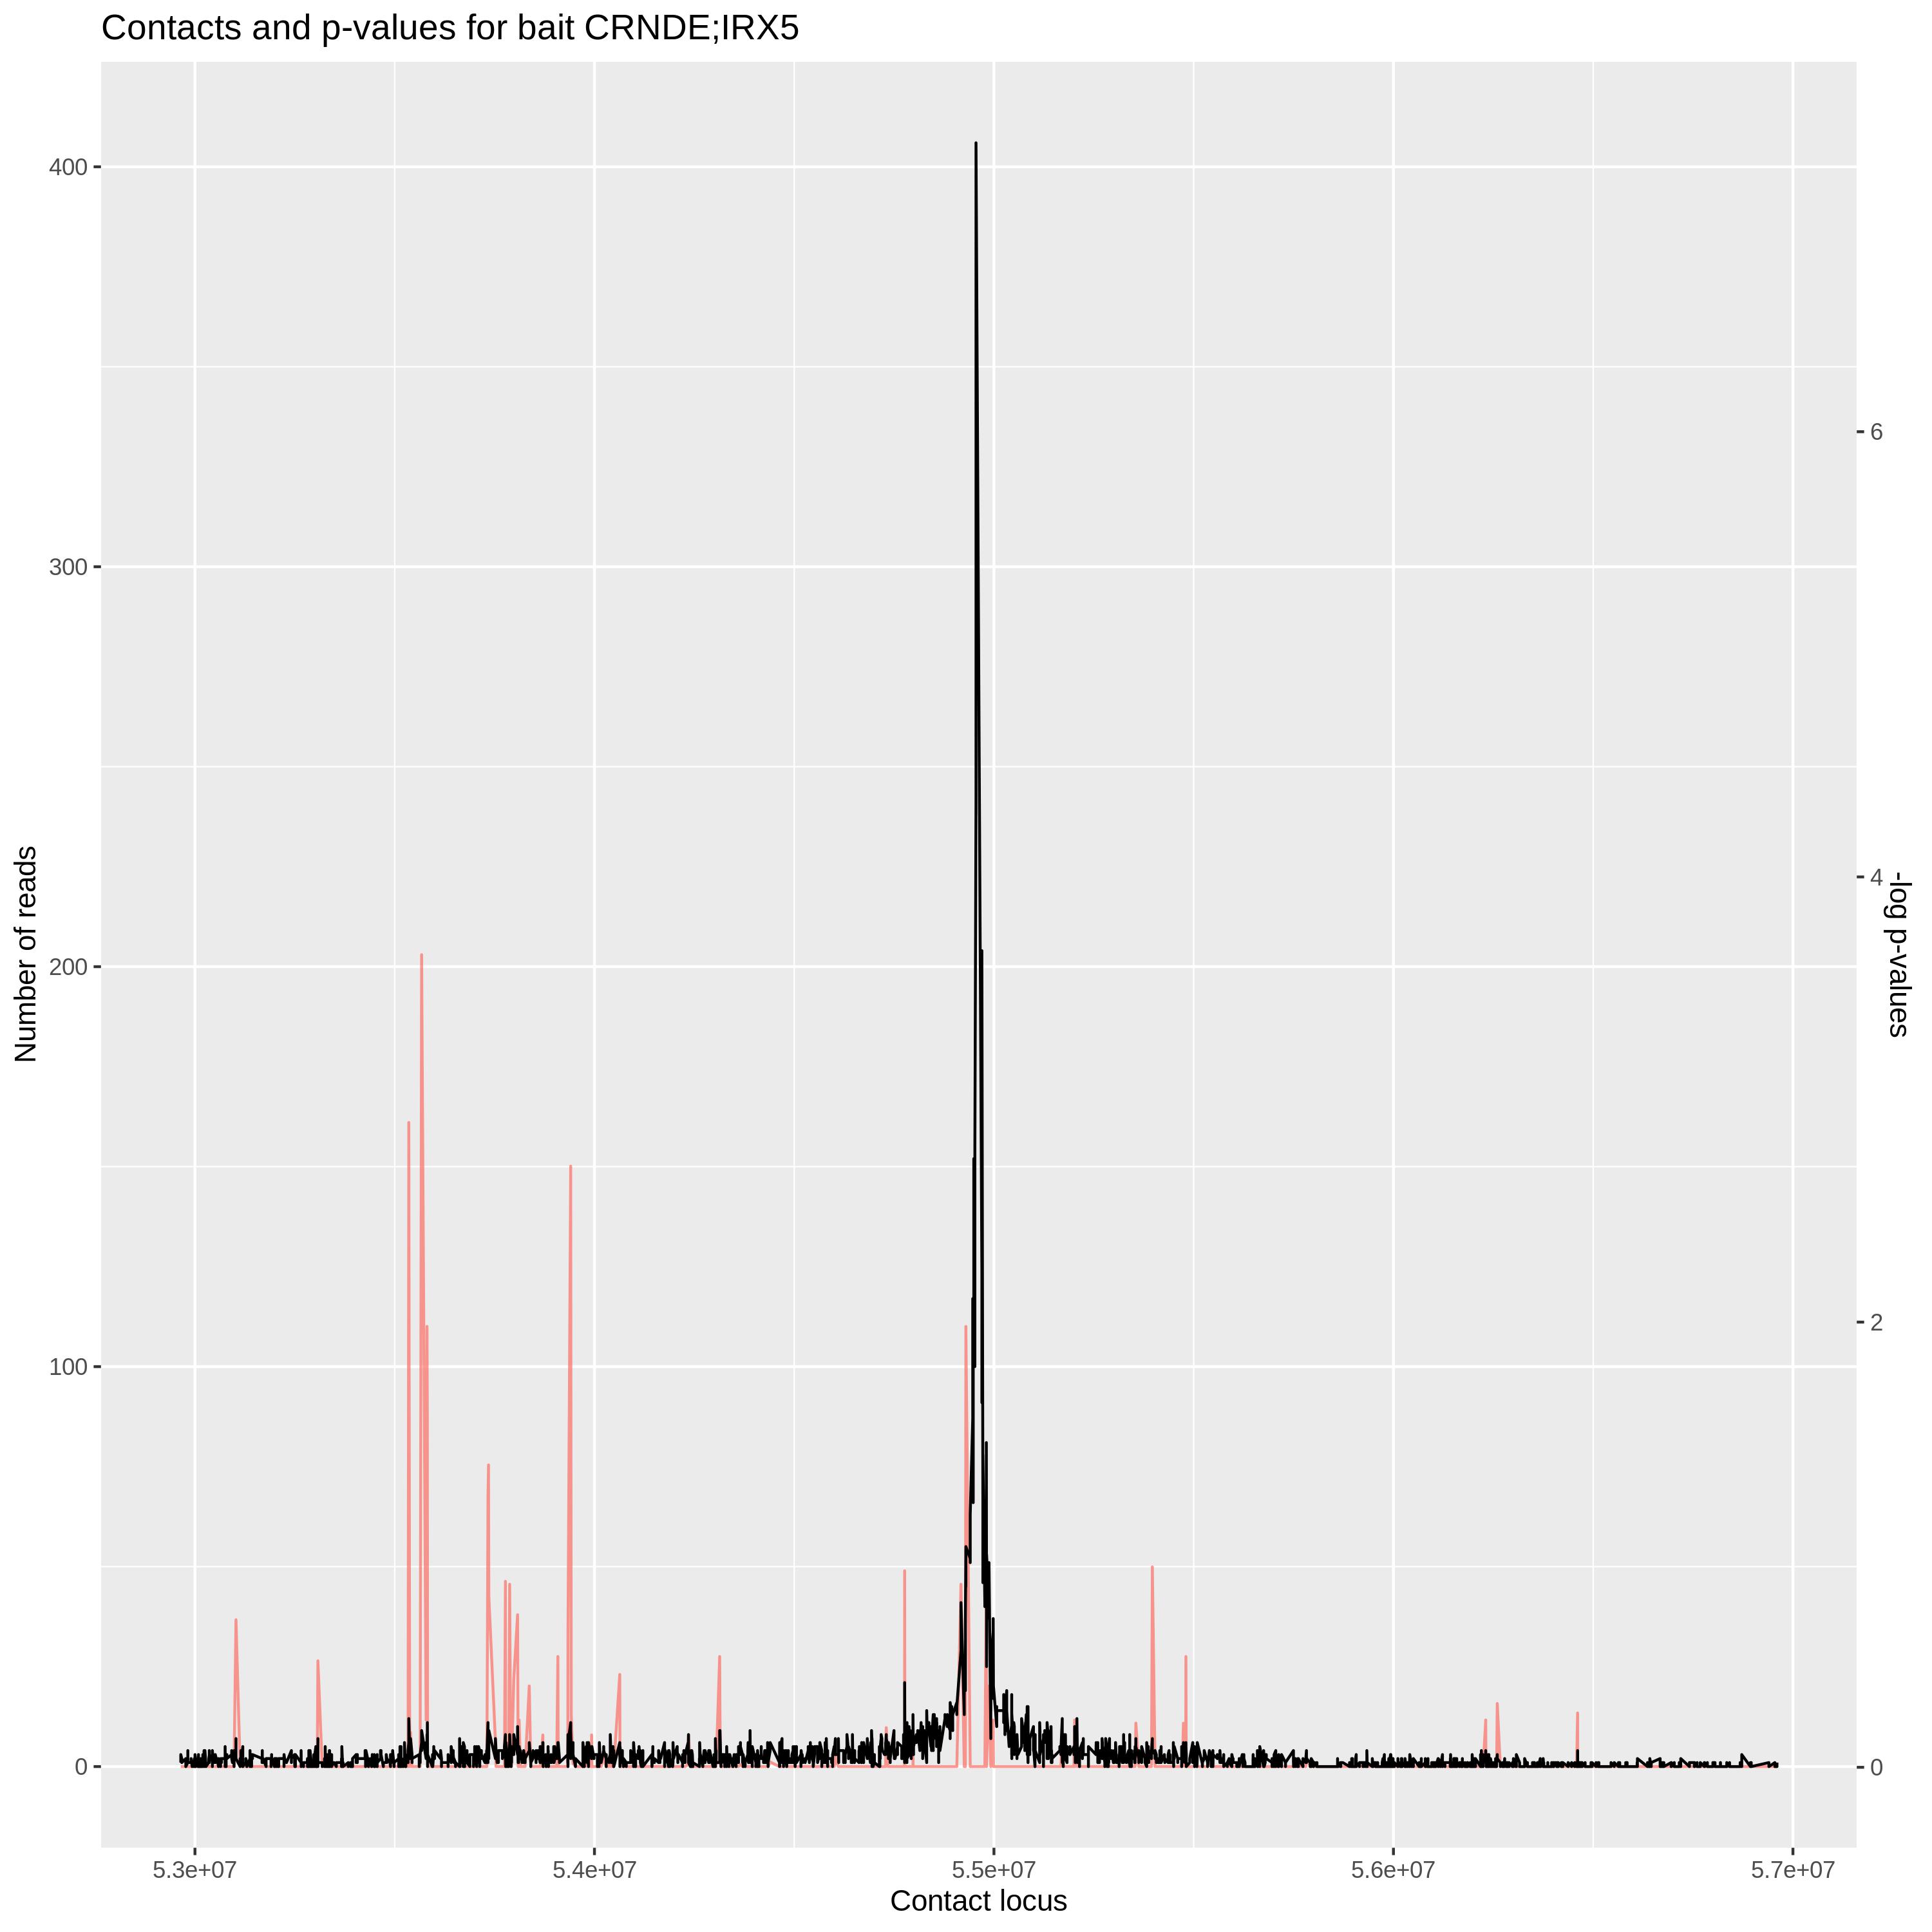 Contacts and p-values for bait CRNDE;IRX5
Number of reads
400
300
200
100
0
6
4
2
0
-log p-values
5.3e+07
5.4e+07
5.5e+07
5.6e+07
5.7e+07
Contact locus